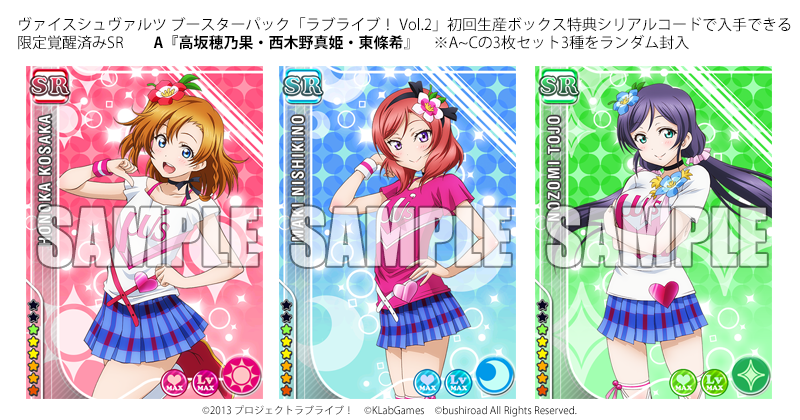 ヴァイスシュヴァルツ ブースターパック「ラブライブ！ Vol.2」初回生産ボックス特典シリアルコードで入手できる
限定覚醒済みSR　　A『高坂穂乃果・西木野真姫・東條希』　※A~Cの3枚セット3種をランダム封入
SR
HONOKA KOSAKA
μ's
SAMPLE
MAX
Lv MAX
SR
MAKI NISHIKINO
μ's
SAMPLE
MAX
Lv MAX
SR
NOZOMI TOJO
μ's
SAMPLE
MAX
Lv MAX
©2013 プロジェクトラブライブ！　©KLabGames　©bushiroad All Rights Reserved.